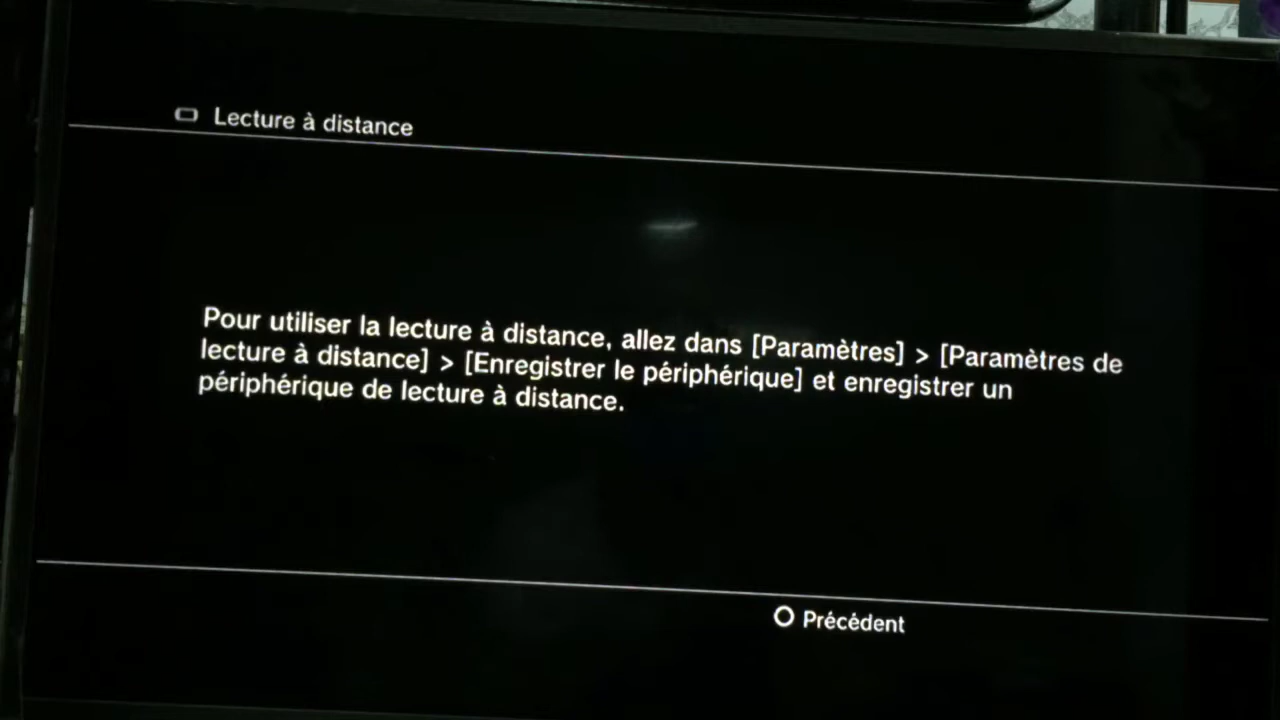 Lecture à distance
Pour utiliser la lecture à distance, allez dans [Paramètres] > [Paramètres de
lecture à distance] > [Enregistrer le périphérique] et enregistrer un
périphérique de lecture à distance.
Précédent